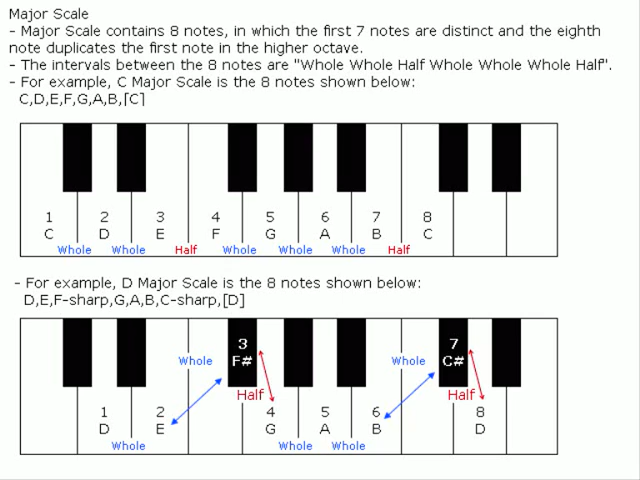 Major Scale
- Major Scale contains 8 notes, in which the first 7 notes are distinct and the eighth
note duplicates the first note in the higher octave.
- The intervals between the 8 notes are "Whole Whole Half Whole Whole Whole Half".
- For example, C Major Scale is the 8 notes shown below:
C,D,E,F,G,A,B,[C]
1 2 3 4 5 6 7 8
C D E F G A B C
Whole Whole Half Whole Whole Whole Half
- For example, D Major Scale is the 8 notes shown below:
D,E,F-sharp,G,A,B,C-sharp,[D]
3 7
Whole F# Whole C#
Half Half
1 2 4 5 6 8
D E G A B D
Whole Whole Whole